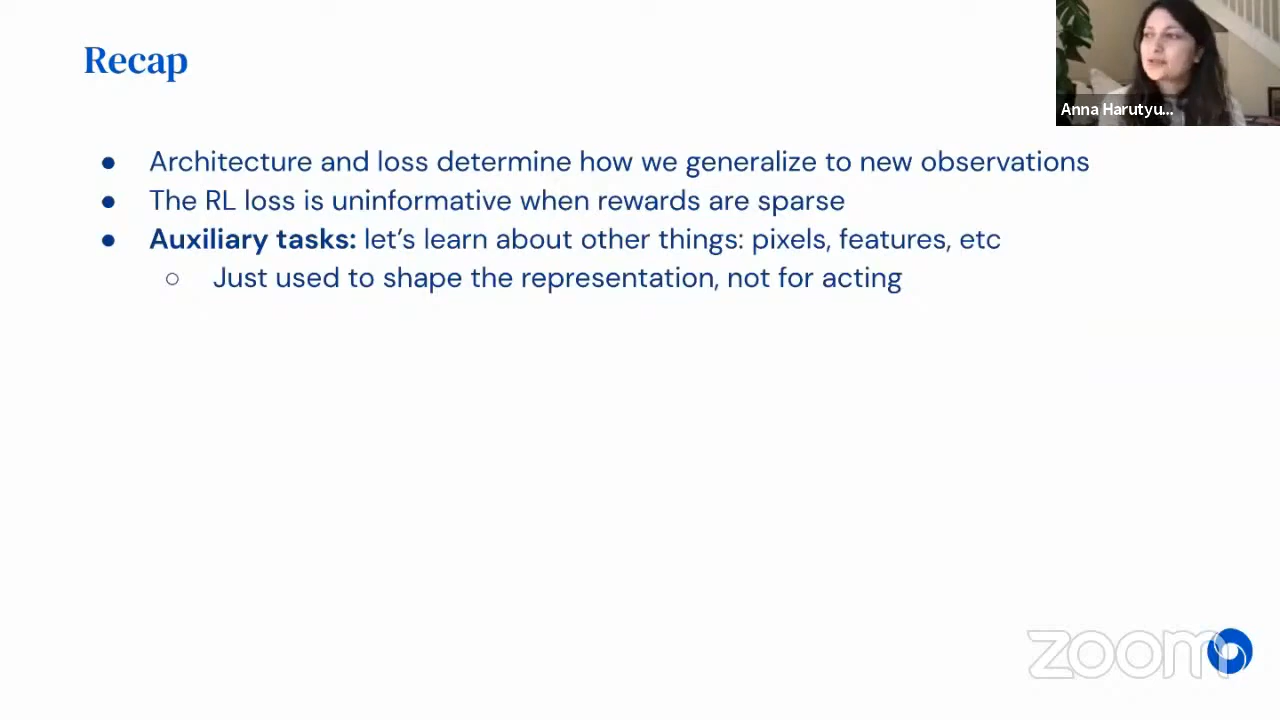 Recap
Anna Harutyu...
● Architecture and loss determine how we generalize to new observations
● The RL loss is uninformative when rewards are sparse
● Auxiliary tasks: let's learn about other things: pixels, features, etc
○ Just used to shape the representation, not for acting
zoom